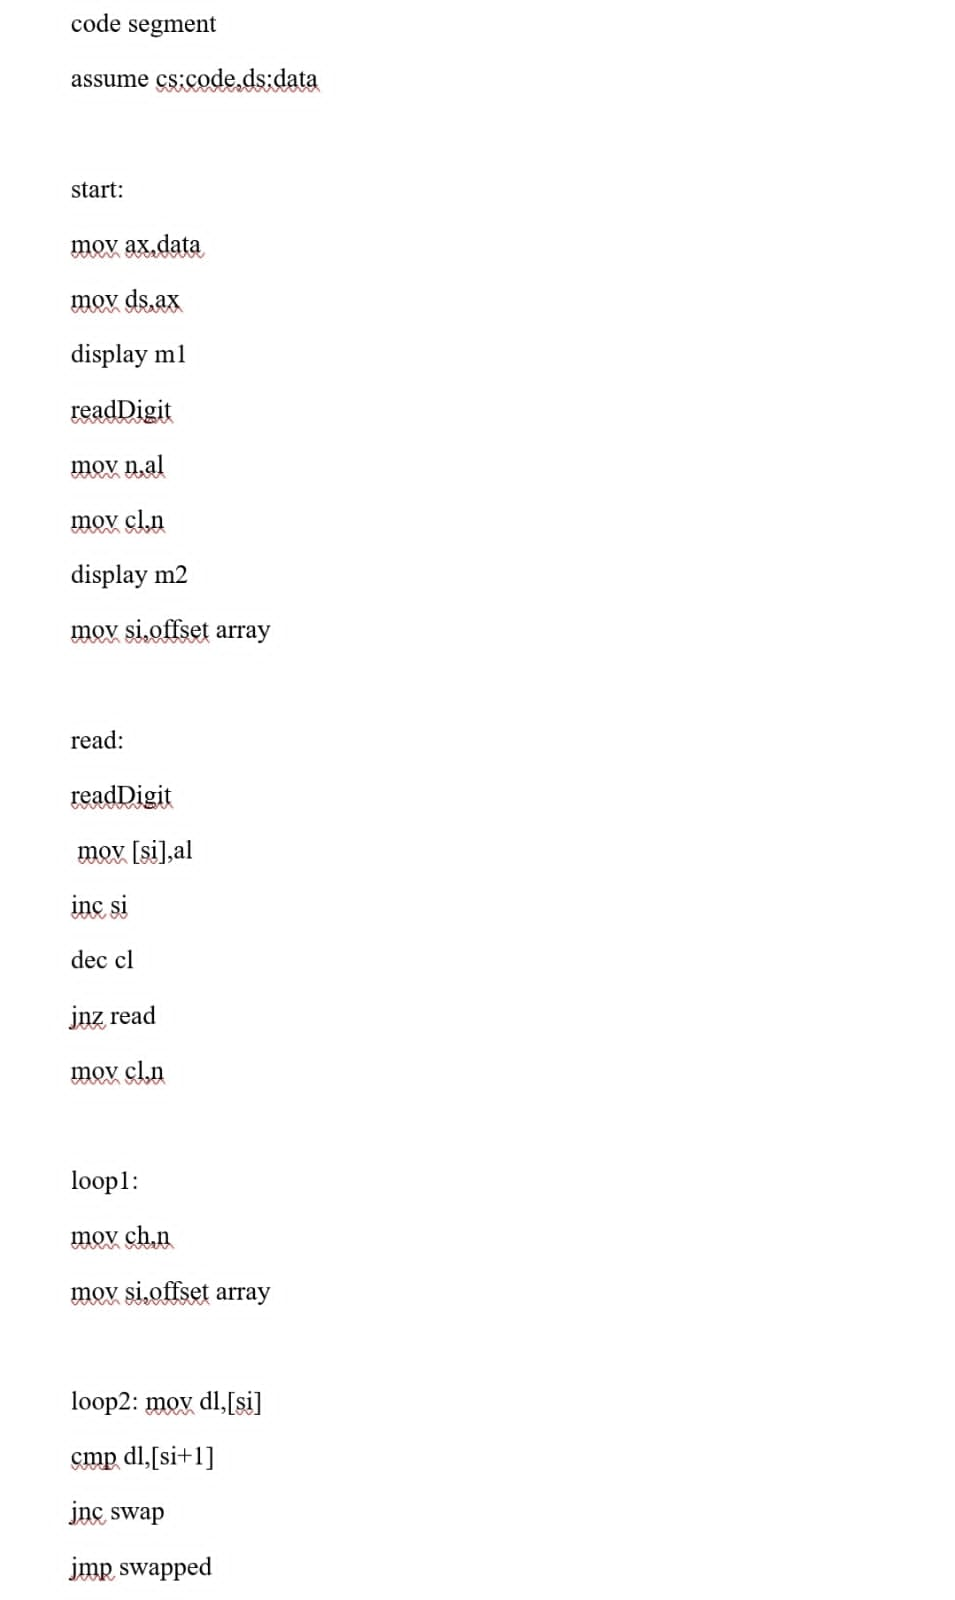 code segment
assume cs:code,ds:data
start:
mov ax,data
mov ds,ax
display m1
readDigit
mov n,al
mov cl,n
display m2
mov si,offset array
read:
readDigit
mov [si],al
inc si
dec cl
jnz read
mov cl,n
loop1:
mov ch,n
mov si,offset array
loop2: mov dl,[si]
cmp dl,[si+1]
jnc swap
jmp swapped